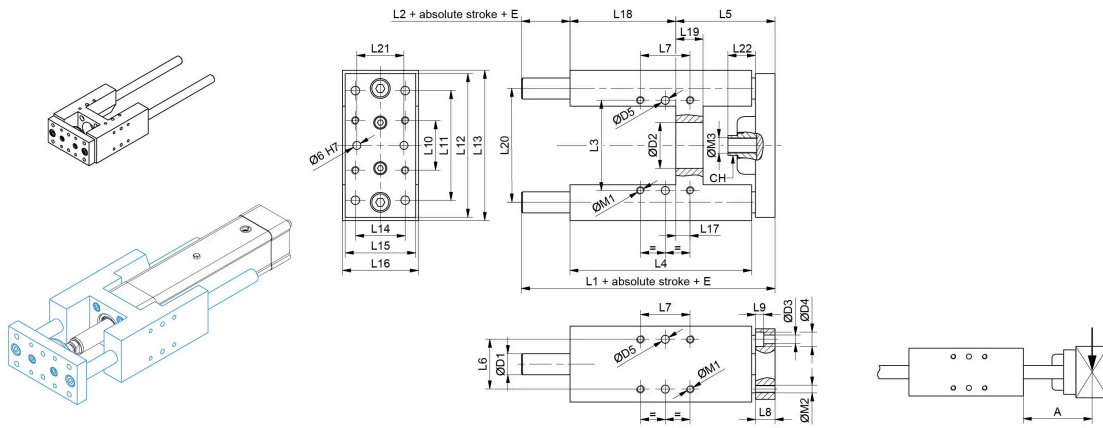 L2 + absolute stroke + E
L18
L5
L19
L21
L7
L22
ØD5
Ø6 H7
L10
L11
L12
L13
L20
L3
ØD2
ØM3
CH
ØM1
L14
L15
L16
L17
= =
L4
L1 + absolute stroke + E
L7
L9
ØD3
ØD4
L6
ØD1
ØD5
ØM1
ØM2
= =
L8
A